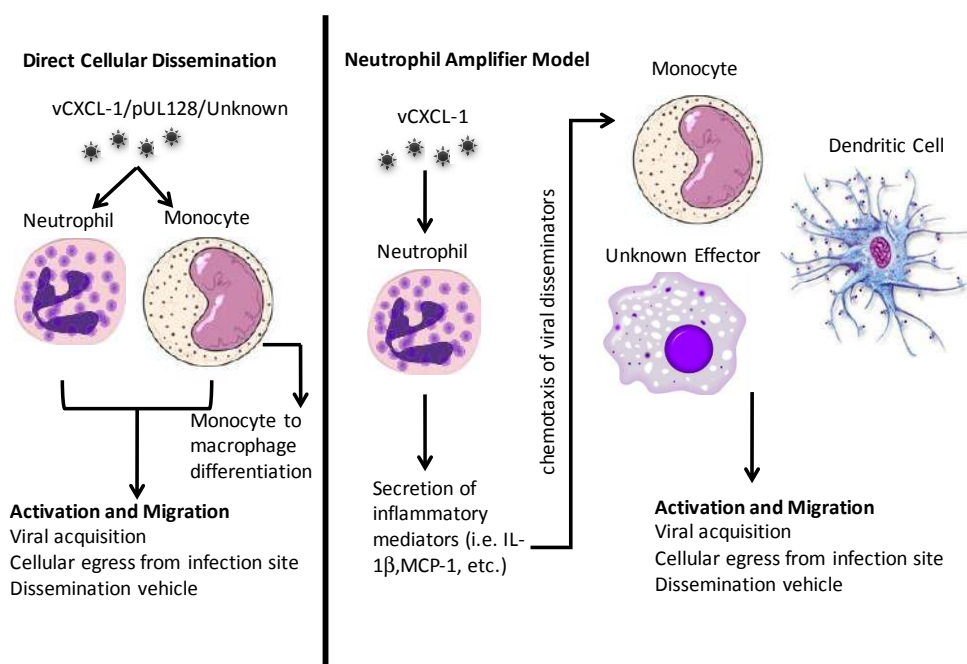 Direct Cellular Dissemination
vCXCL-1/pUL128/Unknown
Neutrophil
Monocyte
Monocyte to
macrophage
differentiation
Activation and Migration
Viral acquisition
Cellular egress from infection site
Dissemination vehicle
Neutrophil Amplifier Model
vCXCL-1
Neutrophil
Secretion of
inflammatory
mediators (i.e. IL-
1β,MCP-1, etc.)
chemotaxis of viral disseminators
Monocyte
Dendritic Cell
Unknown Effector
Activation and Migration
Viral acquisition
Cellular egress from infection site
Dissemination vehicle